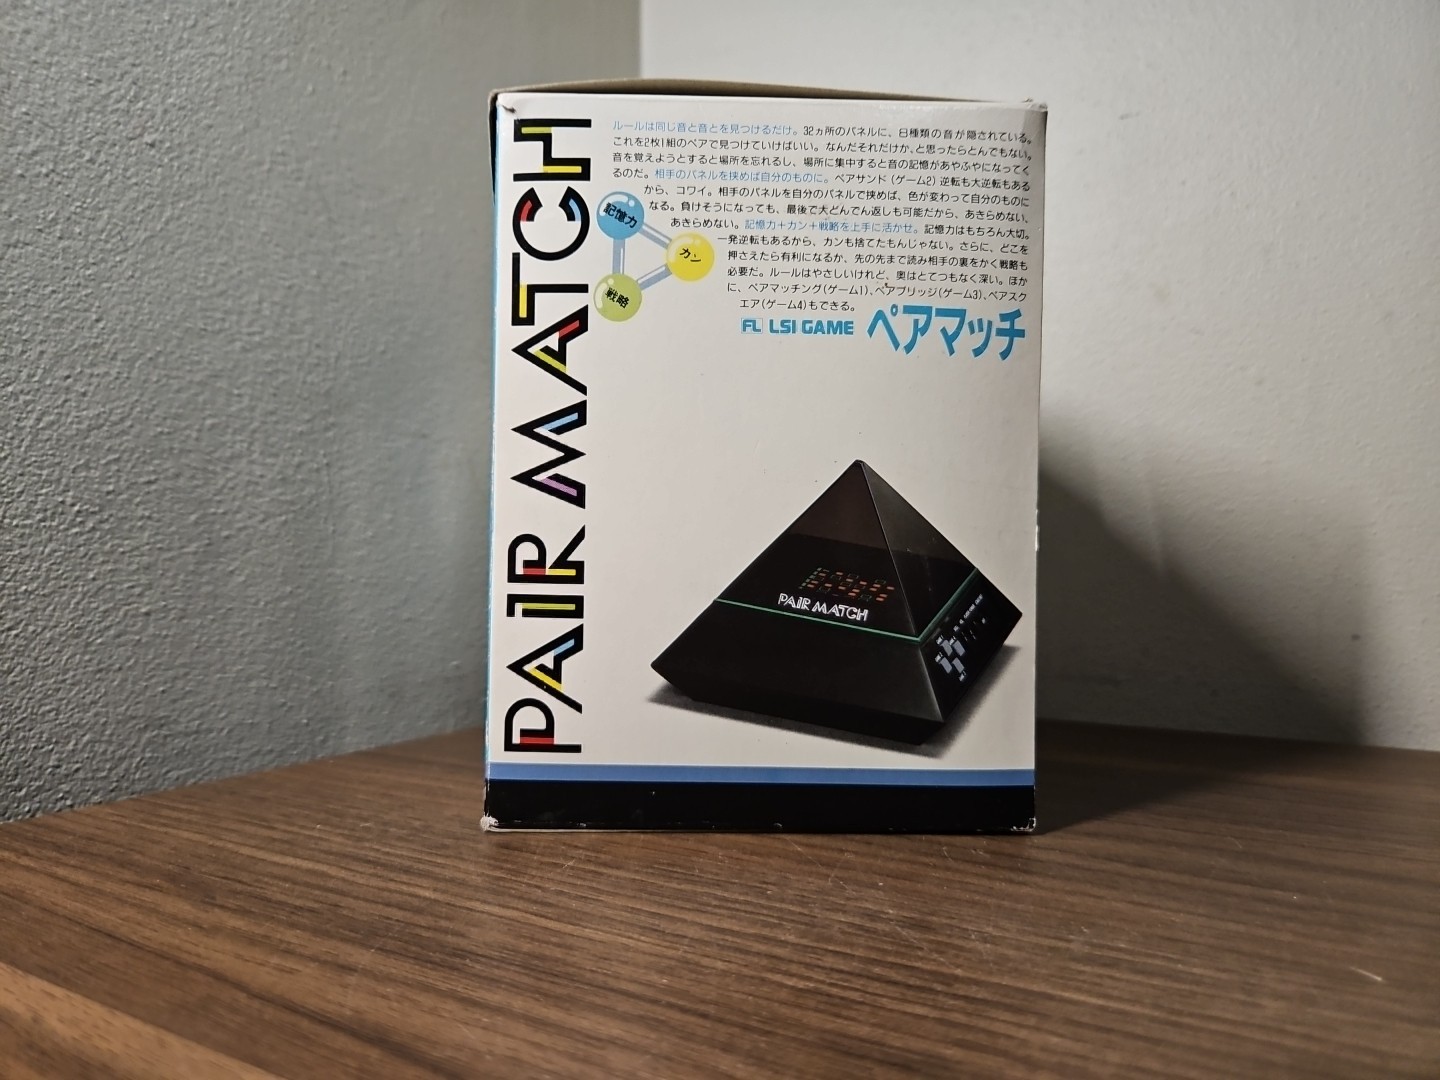 PAIR MATCH
ルールは同じ音と音とを見つけるだけ。32ヵ所のパネルに、8種類の音が隠されている。
これを2枚1組のペアで見つけていけばいい。なんだそれだけか、と思ったらとんでもない。
音を覚えようとすると場所を忘れるし、場所に集中すると音の記憶があやふやになってく
るのだ。相手のパネルを挟めば自分のものに。ペアサンド(ゲーム2)逆転も大逆転もある
から、コワイ。相手のパネルを自分のパネルで挟めば、色が変わって自分のものに
なる。負けそうになっても、最後で大どんでん返しも可能だから、あきらめない、
あきらめない。記憶力+カン+戦略を上手に活かせ。記憶力はもちろん大切。
一発逆転もあるから、カンも捨てたもんじゃない。さらに、どこを
押さえたら有利になるか、先の先まで読み相手の裏をかく戦略も
必要だ。ルールはやさしいけれど、奥はとてつもなく深い。ほか
に、ペアマッチング(ゲーム1)、ペアブリッジ(ゲーム3)、ペアスク
エア(ゲーム4)もできる。
記憶力
カン
戦略
FL LSI GAME ペアマッチ
PAIR MATCH